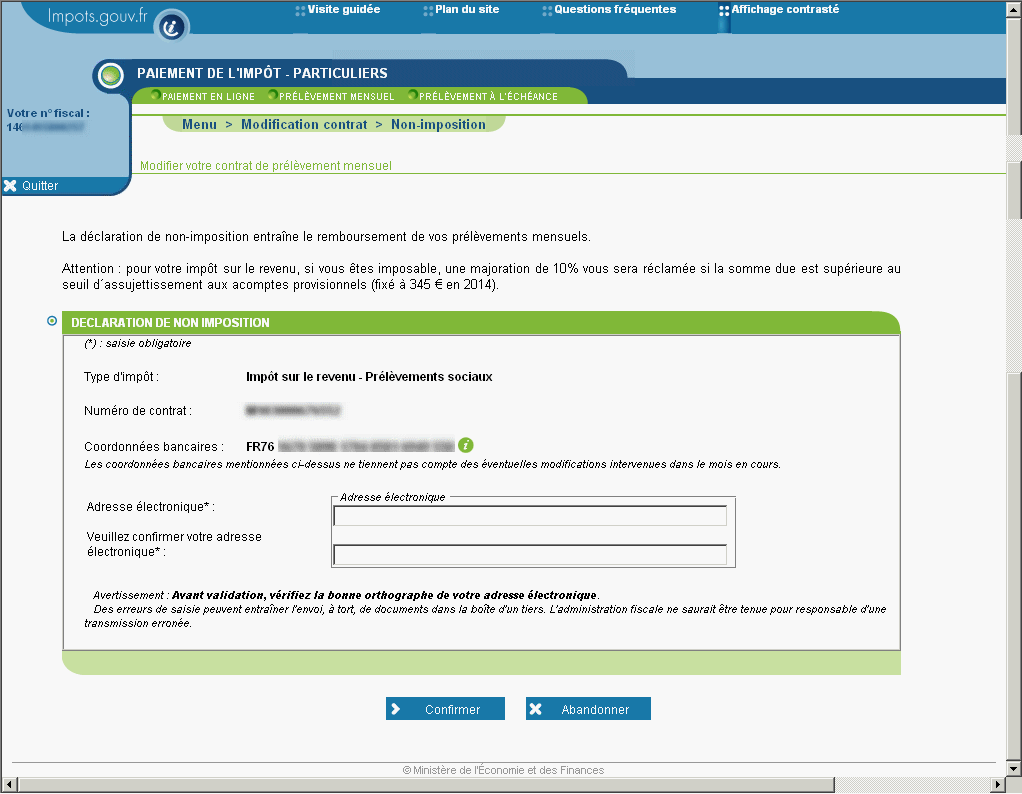 Impots.gouv.fr
Visite guidée
Plan du site
Questions fréquentes
Affichage contrasté
PAIEMENT DE L'IMPÔT - PARTICULIERS
PAIEMENT EN LIGNE
PRÉLÈVEMENT MENSUEL
PRÉLÈVEMENT À L'ÉCHÉANCE
Votre n° fiscal :
Menu > Modification contrat > Non-imposition
Modifier votre contrat de prélèvement mensuel
Quitter
La déclaration de non-imposition entraîne le remboursement de vos prélèvements mensuels.
Attention : pour votre impôt sur le revenu, si vous êtes imposable, une majoration de 10% vous sera réclamée si la somme due est supérieure au
seuil d´assujettissement aux acomptes provisionnels (fixé à 345 € en 2014).
DECLARATION DE NON IMPOSITION
(*) : saisie obligatoire
Type d'impôt : Impôt sur le revenu - Prélèvements sociaux
Numéro de contrat :
Coordonnées bancaires : FR76
Les coordonnées bancaires mentionnées ci-dessus ne tiennent pas compte des éventuelles modifications intervenues dans le mois en cours.
Adresse électronique
Adresse électronique* :
Veuillez confirmer votre adresse
électronique* :
Avertissement : Avant validation, vérifiez la bonne orthographe de votre adresse électronique.
Des erreurs de saisie peuvent entraîner l'envoi, à tort, de documents dans la boîte d'un tiers. L'administration fiscale ne saurait être tenue pour responsable d'une
transmission erronée.
Confirmer
Abandonner
© Ministère de l'Économie et des Finances